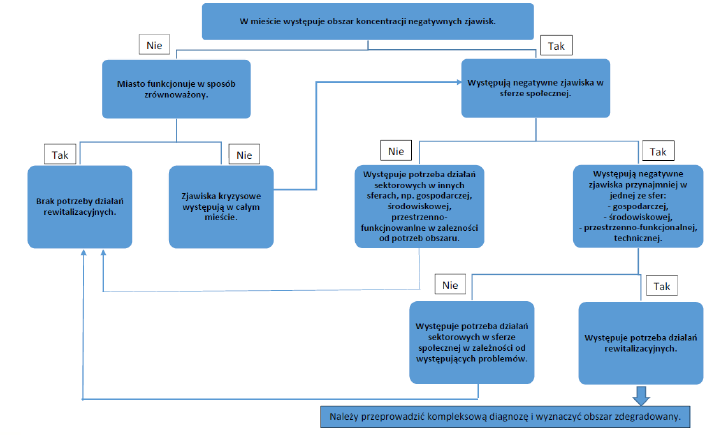 W mieście występuje obszar koncentracji negatywnych zjawisk.
Nie
Tak
Miasto funkcjonuje w sposób
zrównoważony.
Występują negatywne zjawiska w
sferze społecznej.
Tak
Nie
Nie
Tak
Brak potrzeby działań
rewitalizacyjnych.
Zjawiska kryzysowe
występują w całym
mieście.
Występuje potrzeba działań
sektorowych w innych
sferach, np. gospodarczej,
środowiskowej,
przestrzenno-
funkcjnowanlne w zalezności
od potrzeb obszaru.
Występują negatywne
zjawiska przynajmniej w
jednej ze sfer:
- gospodarczej,
- środowiskowej,
- przestrzenno-funkcjonalnej,
technicznej.
Nie
Tak
Występuje potrzeba działań
sektorowych w sferze
społecznej w zależności od
występujących problemów.
Występuje potrzeba działań
rewitalizacyjnych.
Należy przeprowadzić kompleksową diagnozę i wyznaczyć obszar zdegradowany.